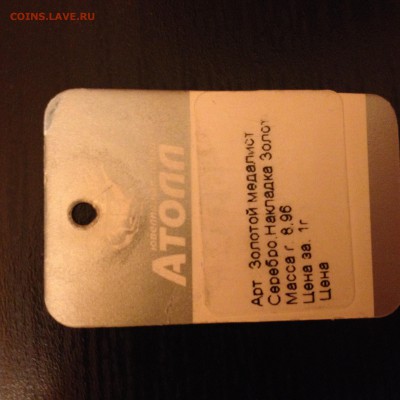 COINS.LAVE.RU
АТОЛЛ
Арт Золотой медалист
Серебро.Накладка Золот.
Масса г 8.96
Цена за. 1г
Цена